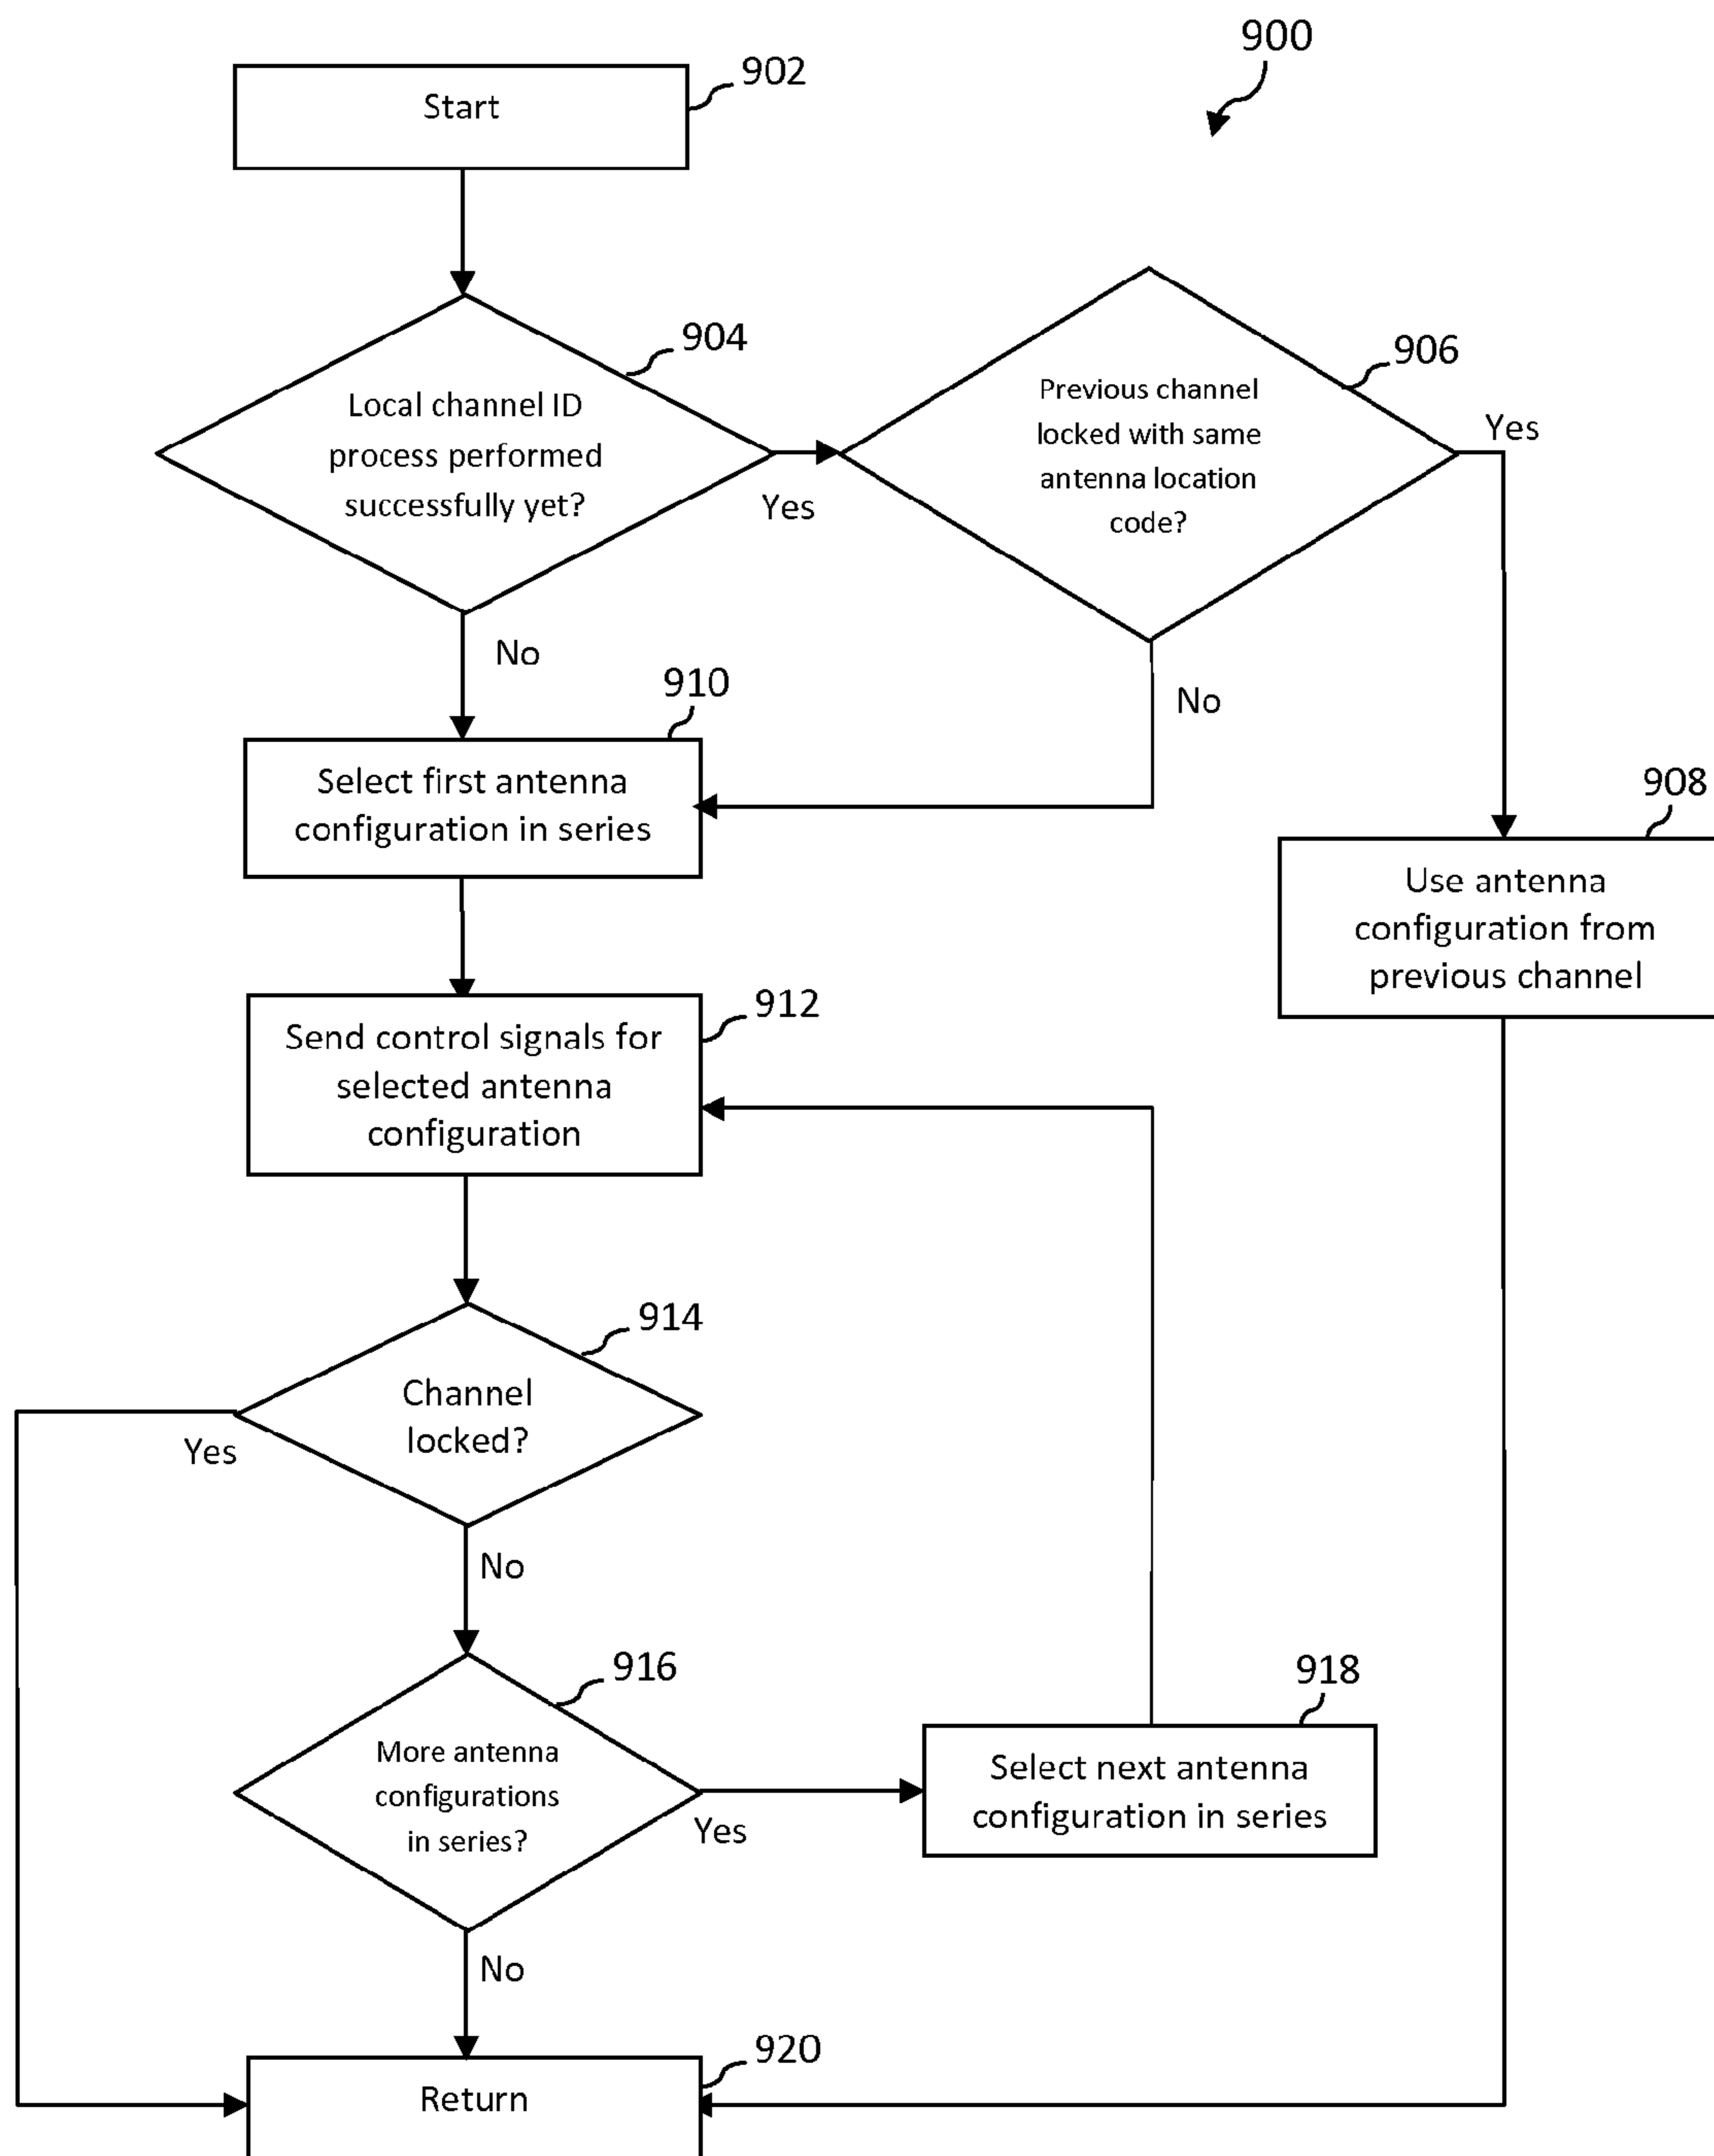 900
902
Start
904
Local channel ID
process performed
successfully yet?
Yes
906
Previous channel
locked with same
antenna location
code?
Yes
No
No
910
Select first antenna
configuration in series
908
Use antenna
configuration from
previous channel
912
Send control signals for
selected antenna
configuration
914
Channel
locked?
Yes
No
916
More antenna
configurations
in series?
Yes
918
Select next antenna
configuration in series
No
920
Return